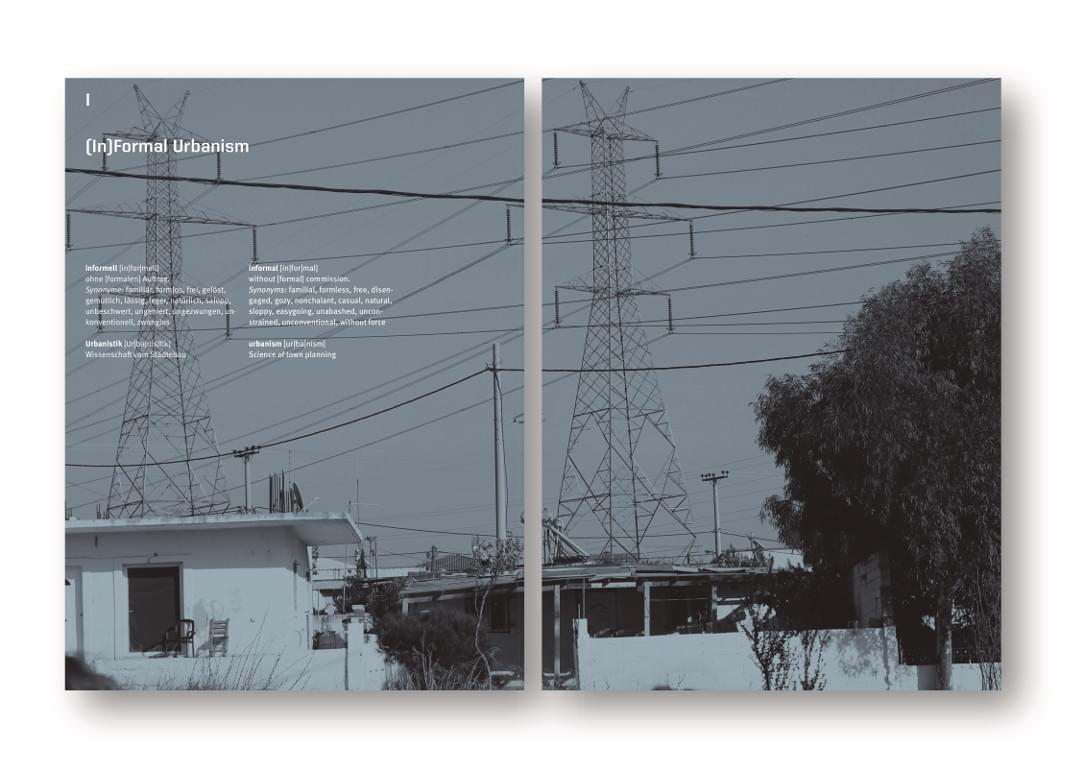 I
(In)Formal Urbanism
informell [in|for|mell]
ohne [formalen] Auftrag.
Synonyme: familiär, formlos, frei, gelöst,
gemütlich, lässig, leger, natürlich, salopp,
unbeschwert, ungeniert, ungezwungen, un-
konventionell, zwanglos
Urbanistik [Ur|ba|nis|tik]
Wissenschaft vom Städtebau
informal [in|for|mal]
without [formal] commission.
Synonyms: familial, formless, free, disen-
gaged, gozy, nonchalant, casual, natural,
sloppy, easygoing, unabashed, uncon-
strained, unconventional, without force
urbanism [ur|ba|nism]
Science of town planning